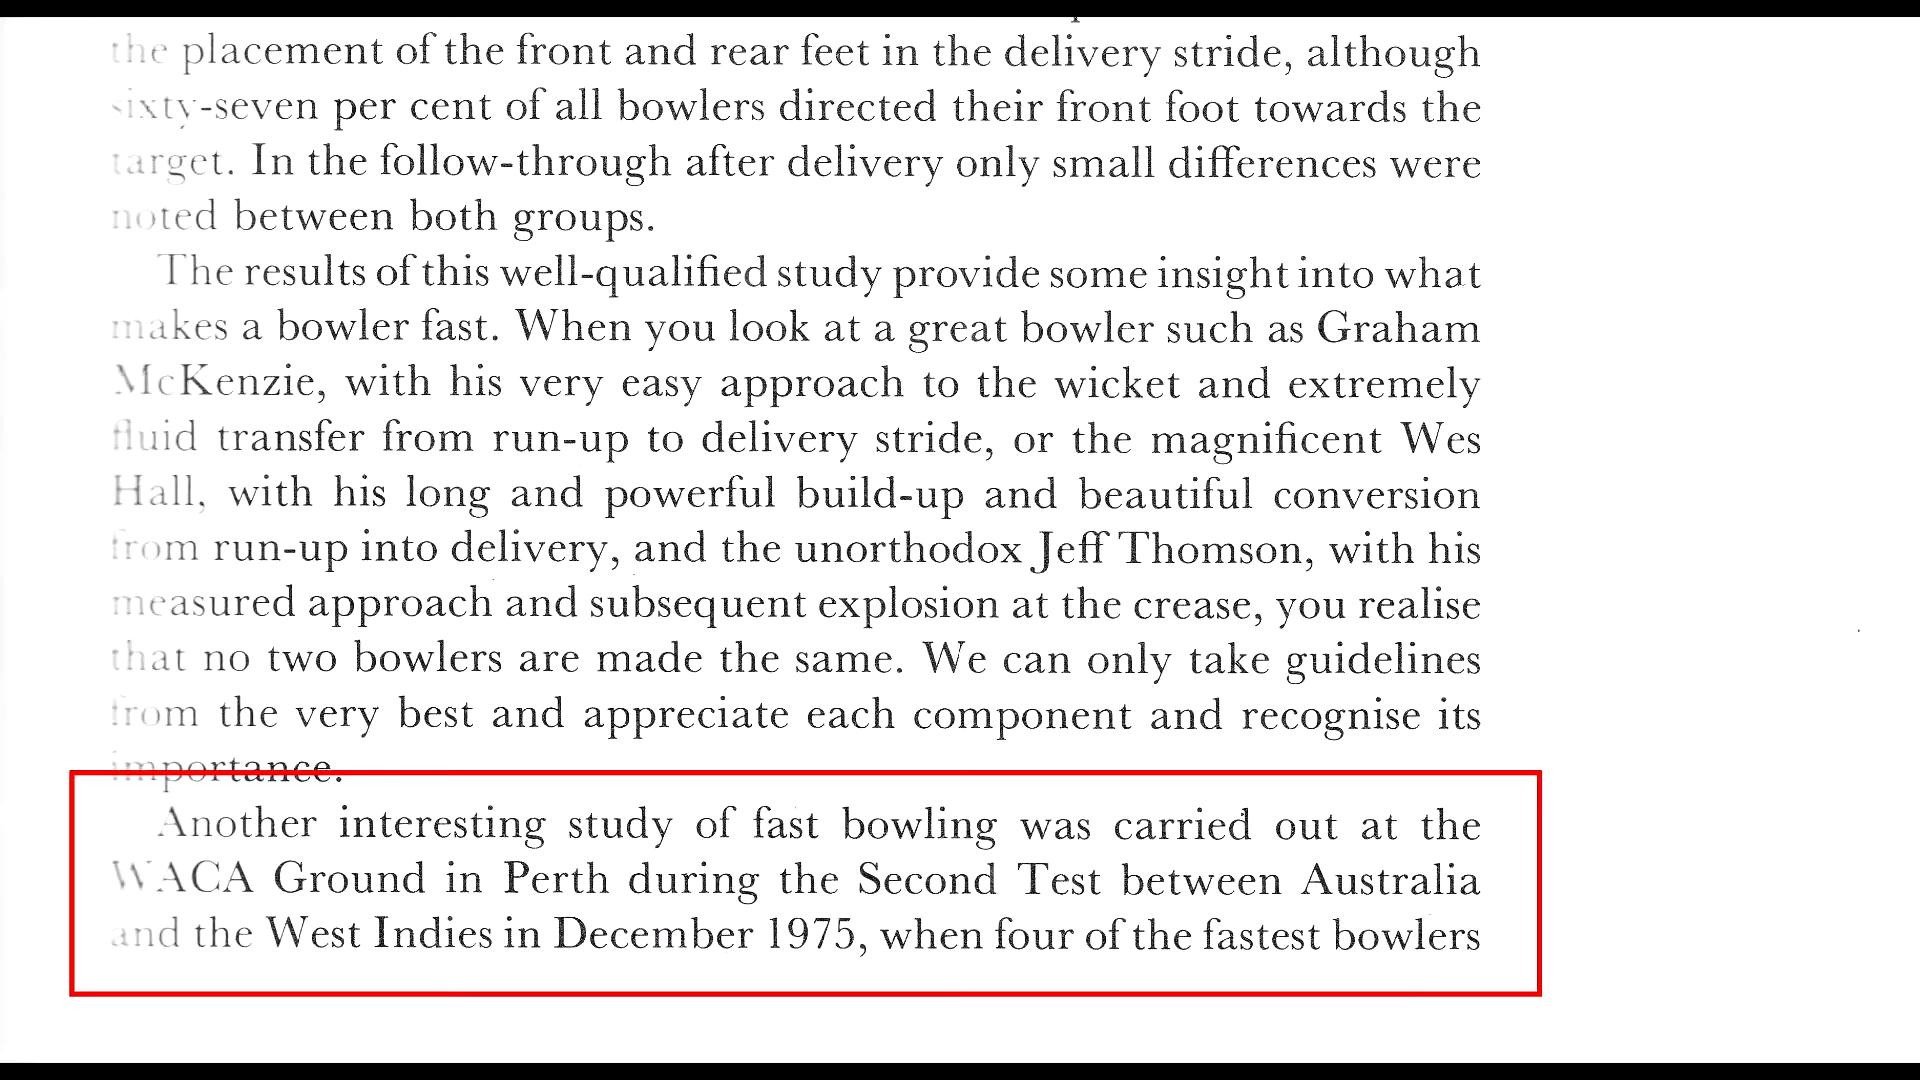 the placement of the front and rear feet in the delivery stride, although
sixty-seven per cent of all bowlers directed their front foot towards the
target. In the follow-through after delivery only small differences were
noted between both groups.
The results of this well-qualified study provide some insight into what
makes a bowler fast. When you look at a great bowler such as Graham
McKenzie, with his very easy approach to the wicket and extremely
fluid transfer from run-up to delivery stride, or the magnificent Wes
Hall, with his long and powerful build-up and beautiful conversion
from run-up into delivery, and the unorthodox Jeff Thomson, with his
measured approach and subsequent explosion at the crease, you realise
that no two bowlers are made the same. We can only take guidelines
from the very best and appreciate each component and recognise its
importance.
Another interesting study of fast bowling was carried out at the
WACA Ground in Perth during the Second Test between Australia
and the West Indies in December 1975, when four of the fastest bowlers